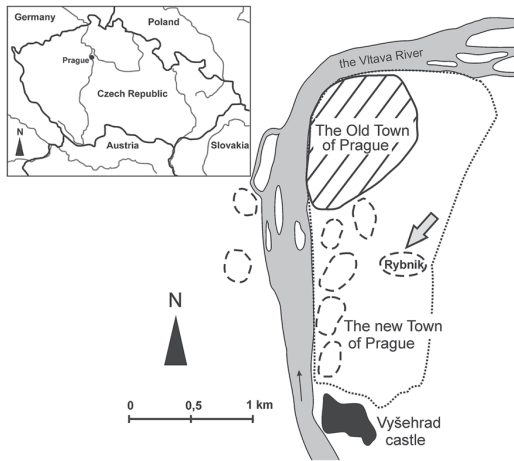 Germany
Poland
Prague
Czech Republic
N
Austria
Slovakia
the Vltava River
The Old Town
of Prague
Rybník
N
The new Town
of Prague
0 0,5 1 km
Vyšehrad
castle